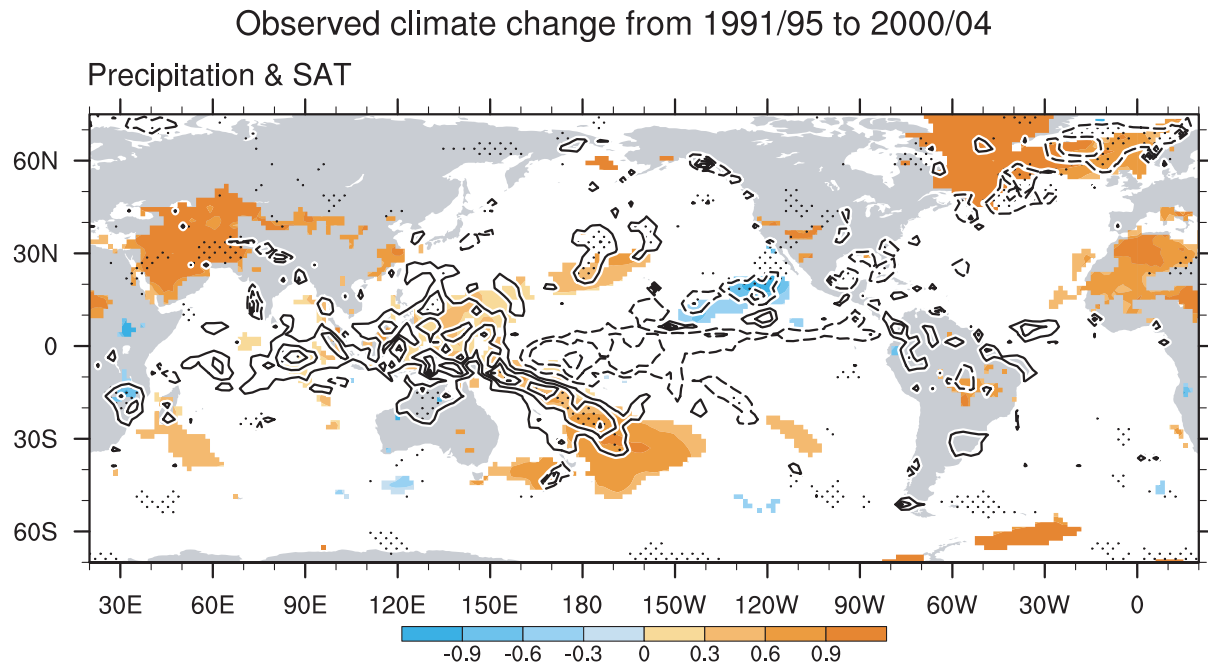 Observed climate change from 1991/95 to 2000/04
Precipitation & SAT
60N
30N
0
30S
60S
30E 60E 90E 120E 150E 180 150W 120W 90W 60W 30W 0
-0.9 -0.6 -0.3 0 0.3 0.6 0.9